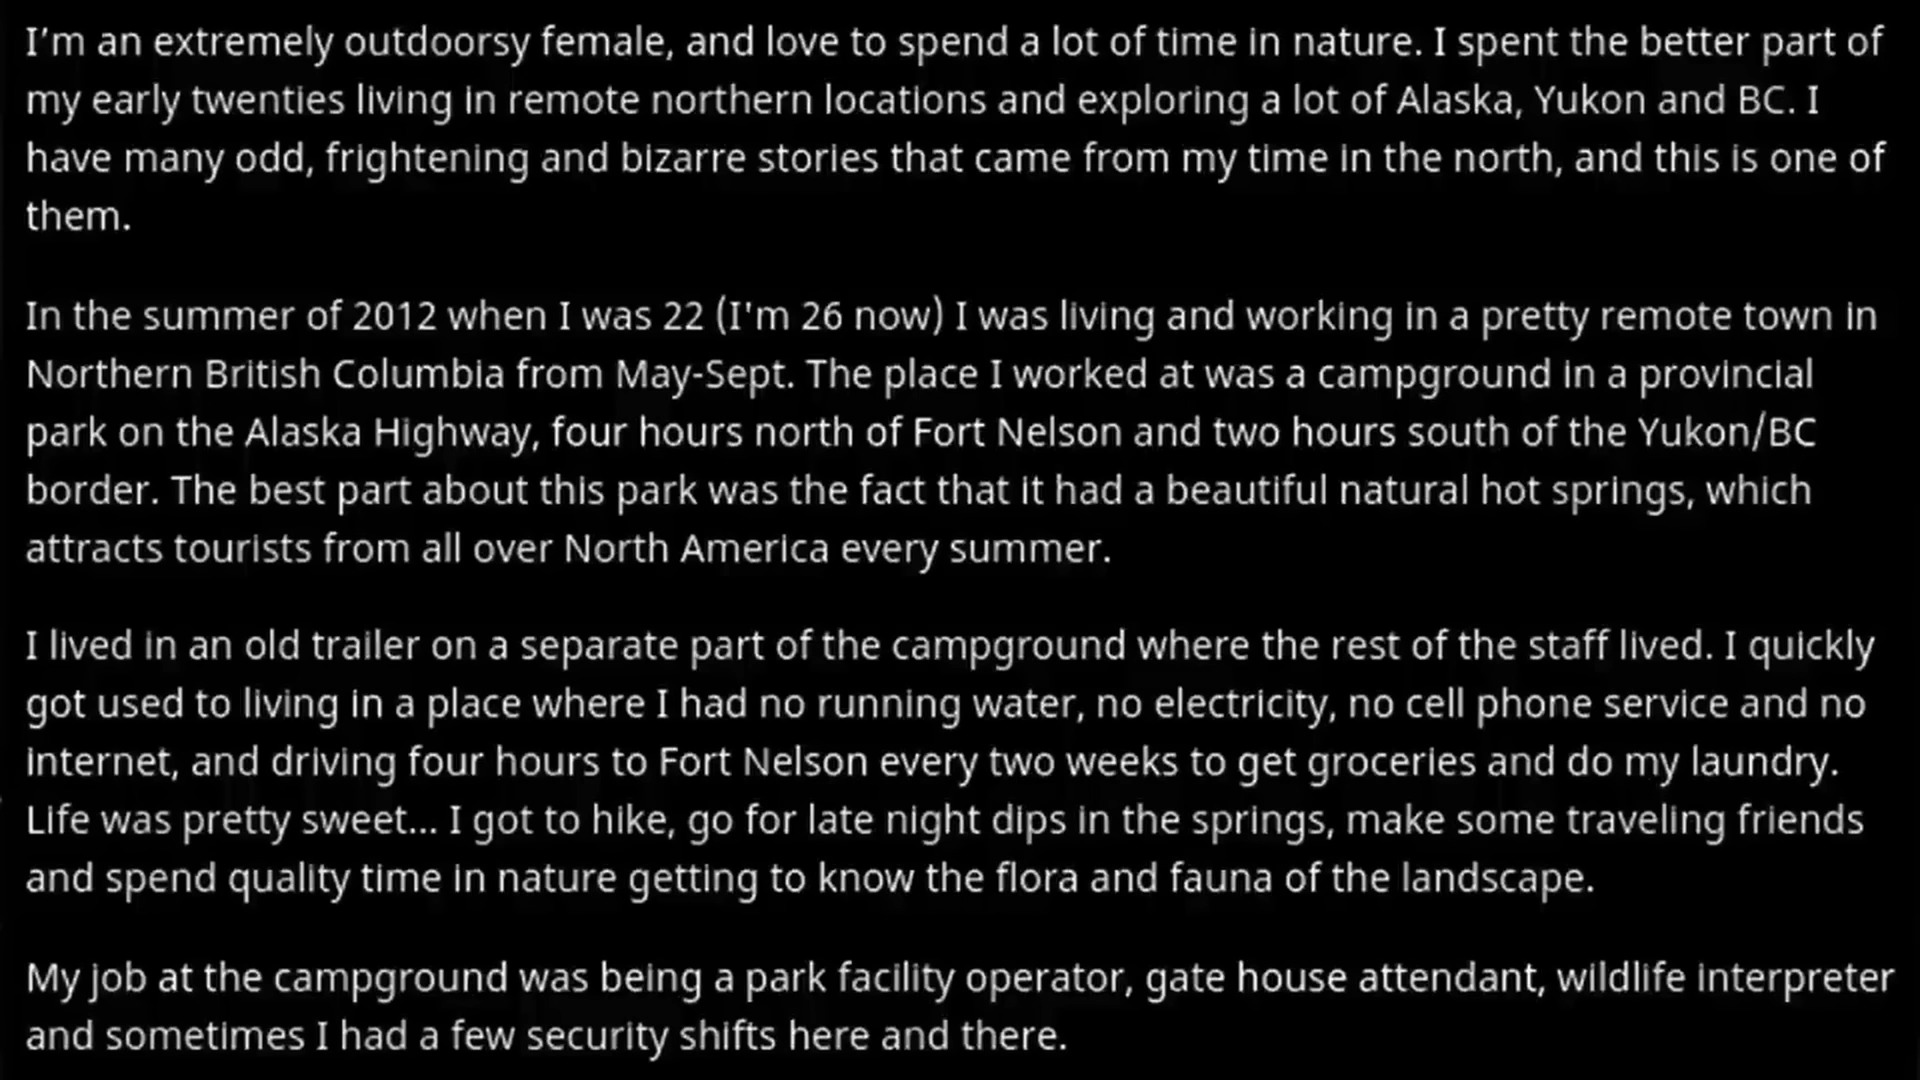 I’m an extremely outdoorsy female, and love to spend a lot of time in nature. I spent the better part of
my early twenties living in remote northern locations and exploring a lot of Alaska, Yukon and BC. I
have many odd, frightening and bizarre stories that came from my time in the north, and this is one of
them.
In the summer of 2012 when I was 22 (I'm 26 now) I was living and working in a pretty remote town in
Northern British Columbia from May-Sept. The place I worked at was a campground in a provincial
park on the Alaska Highway, four hours north of Fort Nelson and two hours south of the Yukon/BC
border. The best part about this park was the fact that it had a beautiful natural hot springs, which
attracts tourists from all over North America every summer.
I lived in an old trailer on a separate part of the campground where the rest of the staff lived. I quickly
got used to living in a place where I had no running water, no electricity, no cell phone service and no
internet, and driving four hours to Fort Nelson every two weeks to get groceries and do my laundry.
Life was pretty sweet... I got to hike, go for late night dips in the springs, make some traveling friends
and spend quality time in nature getting to know the flora and fauna of the landscape.
My job at the campground was being a park facility operator, gate house attendant, wildlife interpreter
and sometimes I had a few security shifts here and there.